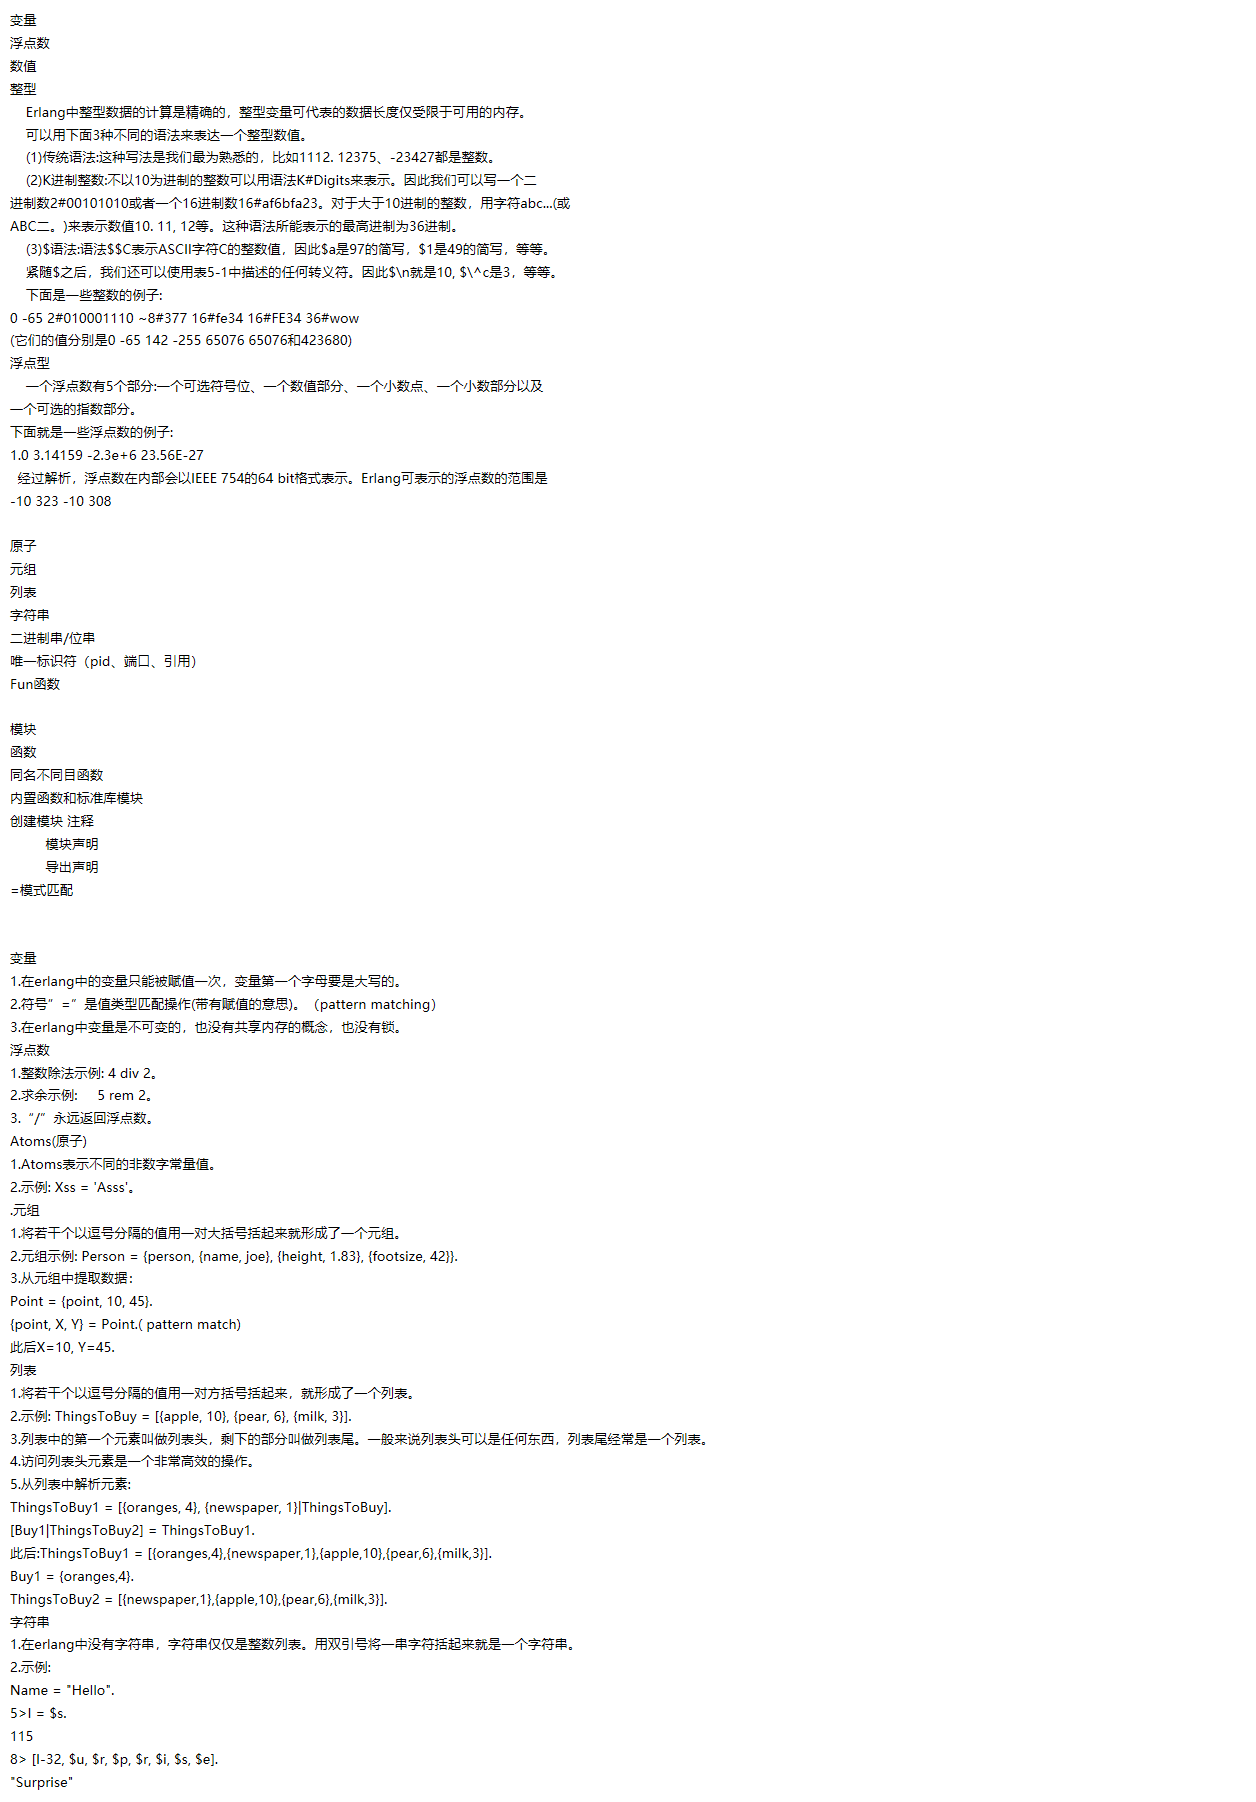 变量
浮点数
数值
整型
Erlang中整型数据的计算是精确的，整型变量可代表的数据长度仅受限于可用的内存。
可以用下面3种不同的语法来表达一个整型数值。
(1)传统语法:这种写法是我们最为熟悉的，比如1112. 12375、-23427都是整数。
(2)K进制整数:不以10为进制的整数可以用语法K#Digits来表示。因此我们可以写一个二
进制数2#00101010或者一个16进制数16#af6bfa23。对于大于10进制的整数，用字符abc...(或
ABC二。)来表示数值10. 11, 12等。这种语法所能表示的最高进制为36进制。
(3)$语法:语法$$C表示ASCII字符C的整数值，因此$a是97的简写，$1是49的简写，等等。
紧随$之后，我们还可以使用表5-1中描述的任何转义符。因此$\n就是10, $\^c是3，等等。
下面是一些整数的例子:
0 -65 2#010001110 ~8#377 16#fe34 16#FE34 36#wow
(它们的值分别是0 -65 142 -255 65076 65076和423680)
浮点型
一个浮点数有5个部分:一个可选符号位、一个数值部分、一个小数点、一个小数部分以及
一个可选的指数部分。
下面就是一些浮点数的例子:
1.0 3.14159 -2.3e+6 23.56E-27
经过解析，浮点数在内部会以IEEE 754的64 bit格式表示。Erlang可表示的浮点数的范围是
-10 323 -10 308
原子
元组
列表
字符串
二进制串/位串
唯一标识符（pid、端口、引用）
Fun函数
模块
函数
同名不同目函数
内置函数和标准库模块
创建模块 注释
模块声明
导出声明
=模式匹配
变量
1.在erlang中的变量只能被赋值一次，变量第一个字母要是大写的。
2.符号”=”是值类型匹配操作(带有赋值的意思)。（pattern matching）
3.在erlang中变量是不可变的，也没有共享内存的概念，也没有锁。
浮点数
1.整数除法示例: 4 div 2。
2.求余示例: 5 rem 2。
3.“/”永远返回浮点数。
Atoms(原子)
1.Atoms表示不同的非数字常量值。
2.示例: Xss = 'Asss'。
.元组
1.将若干个以逗号分隔的值用一对大括号括起来就形成了一个元组。
2.元组示例: Person = {person, {name, joe}, {height, 1.83}, {footsize, 42}}.
3.从元组中提取数据：
Point = {point, 10, 45}.
{point, X, Y} = Point.( pattern match)
此后X=10, Y=45.
列表
1.将若干个以逗号分隔的值用一对方括号括起来，就形成了一个列表。
2.示例: ThingsToBuy = [{apple, 10}, {pear, 6}, {milk, 3}].
3.列表中的第一个元素叫做列表头，剩下的部分叫做列表尾。一般来说列表头可以是任何东西，列表尾经常是一个列表。
4.访问列表头元素是一个非常高效的操作。
5.从列表中解析元素:
ThingsToBuy1 = [{oranges, 4}, {newspaper, 1}|ThingsToBuy].
[Buy1|ThingsToBuy2] = ThingsToBuy1.
此后:ThingsToBuy1 = [{oranges,4},{newspaper,1},{apple,10},{pear,6},{milk,3}].
Buy1 = {oranges,4}.
ThingsToBuy2 = [{newspaper,1},{apple,10},{pear,6},{milk,3}].
字符串
1.在erlang中没有字符串，字符串仅仅是整数列表。用双引号将一串字符括起来就是一个字符串。
2.示例:
Name = "Hello".
5>I = $s.
115
8> [I-32, $u, $r, $p, $r, $i, $s, $e].
"Surprise"